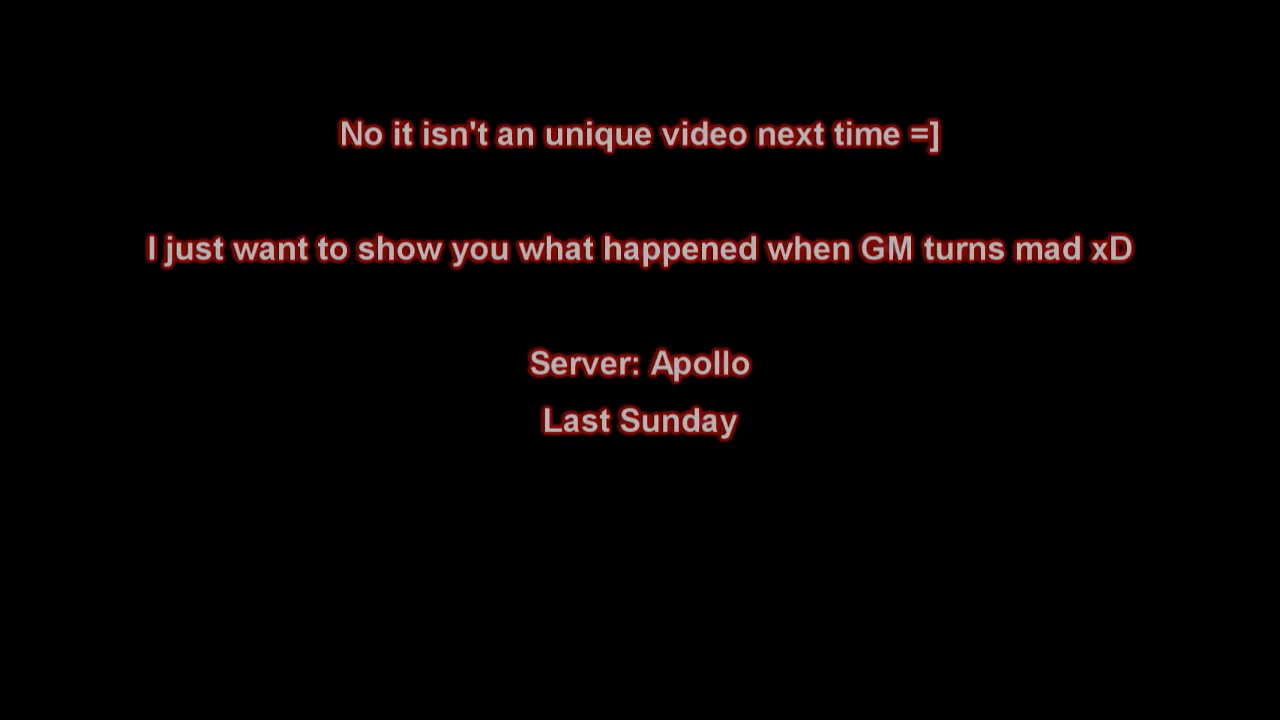 No it isn't an unique video next time =]
I just want to show you what happened when GM turns mad xD
Server: Apollo
Last Sunday